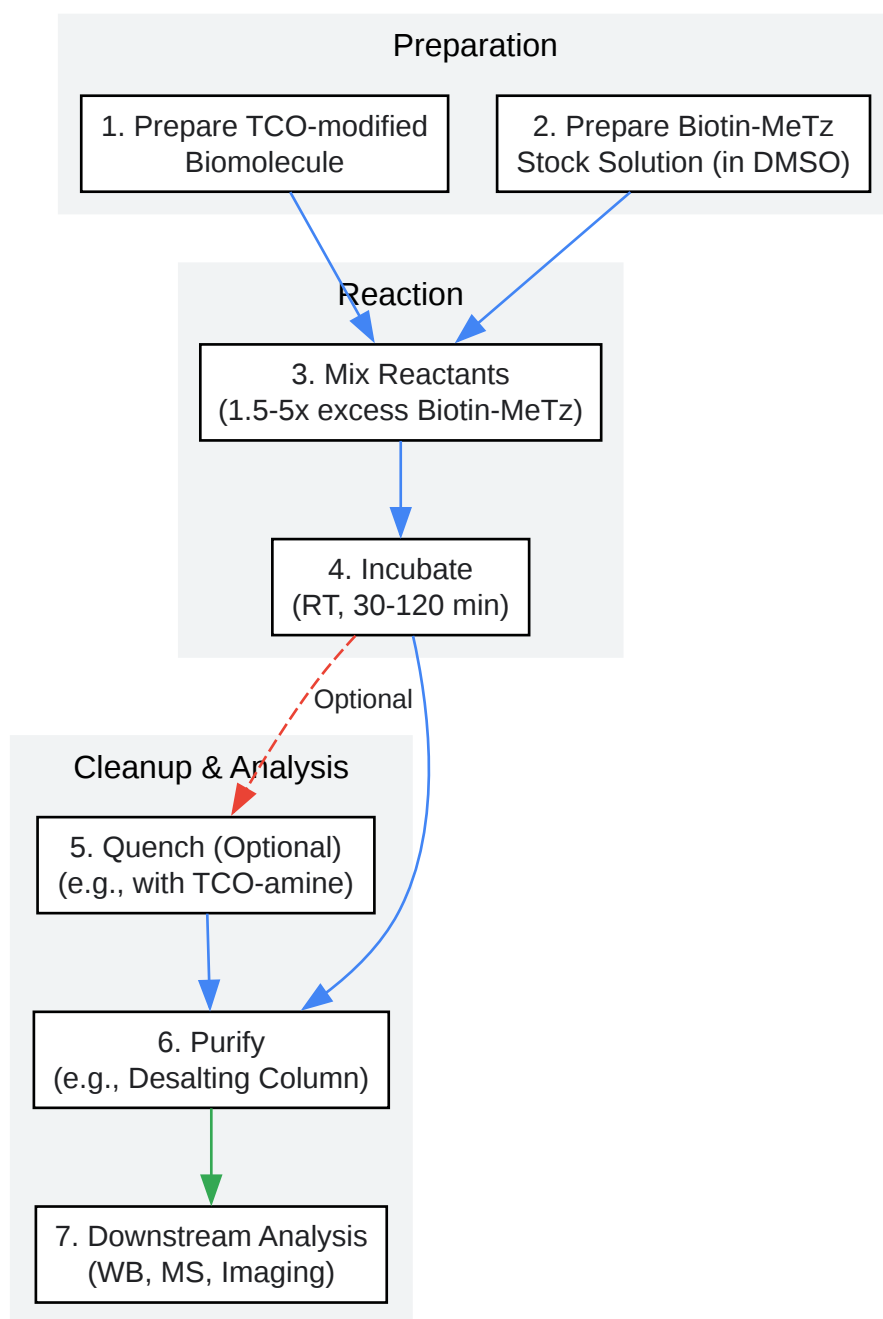 Preparation
1. Prepare TCO-modified
Biomolecule
2. Prepare Biotin-MeTz
Stock Solution (in DMSO)
Reaction
3. Mix Reactants
(1.5-5x excess Biotin-MeTz)
4. Incubate
(RT, 30-120 min)
Optional
Cleanup & Analysis
5. Quench (Optional)
(e.g., with TCO-amine)
6. Purify
(e.g., Desalting Column)
7. Downstream Analysis
(WB, MS, Imaging)